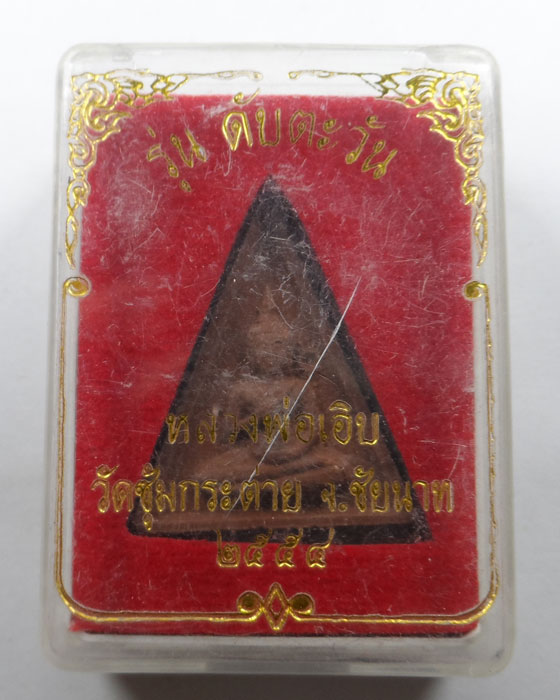 รุ่น ดับตะวัน
หลวงพ่อเอิบ
วัดซุ้มกระต่าย จ.ชัยนาท
๒๕๕๔